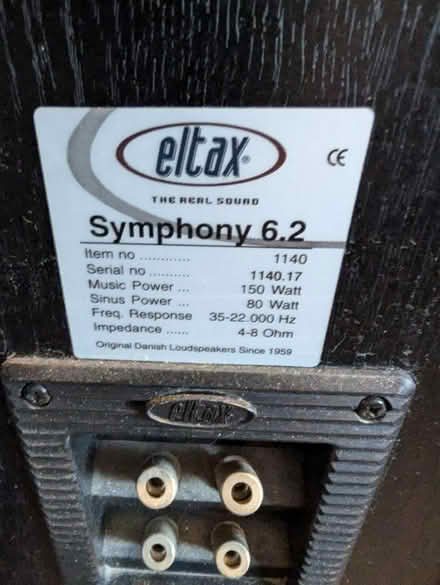 eltax®
CE
THE REAL SOUND
Symphony 6.2
Item no ............ 1140
Serial no .......... 1140.17
Music Power ... 150 Watt
Sinus Power ... 80 Watt
Freq. Response 35-22.000 Hz
Impedance ...... 4-8 Ohm
Original Danish Loudspeakers Since 1959
eltax